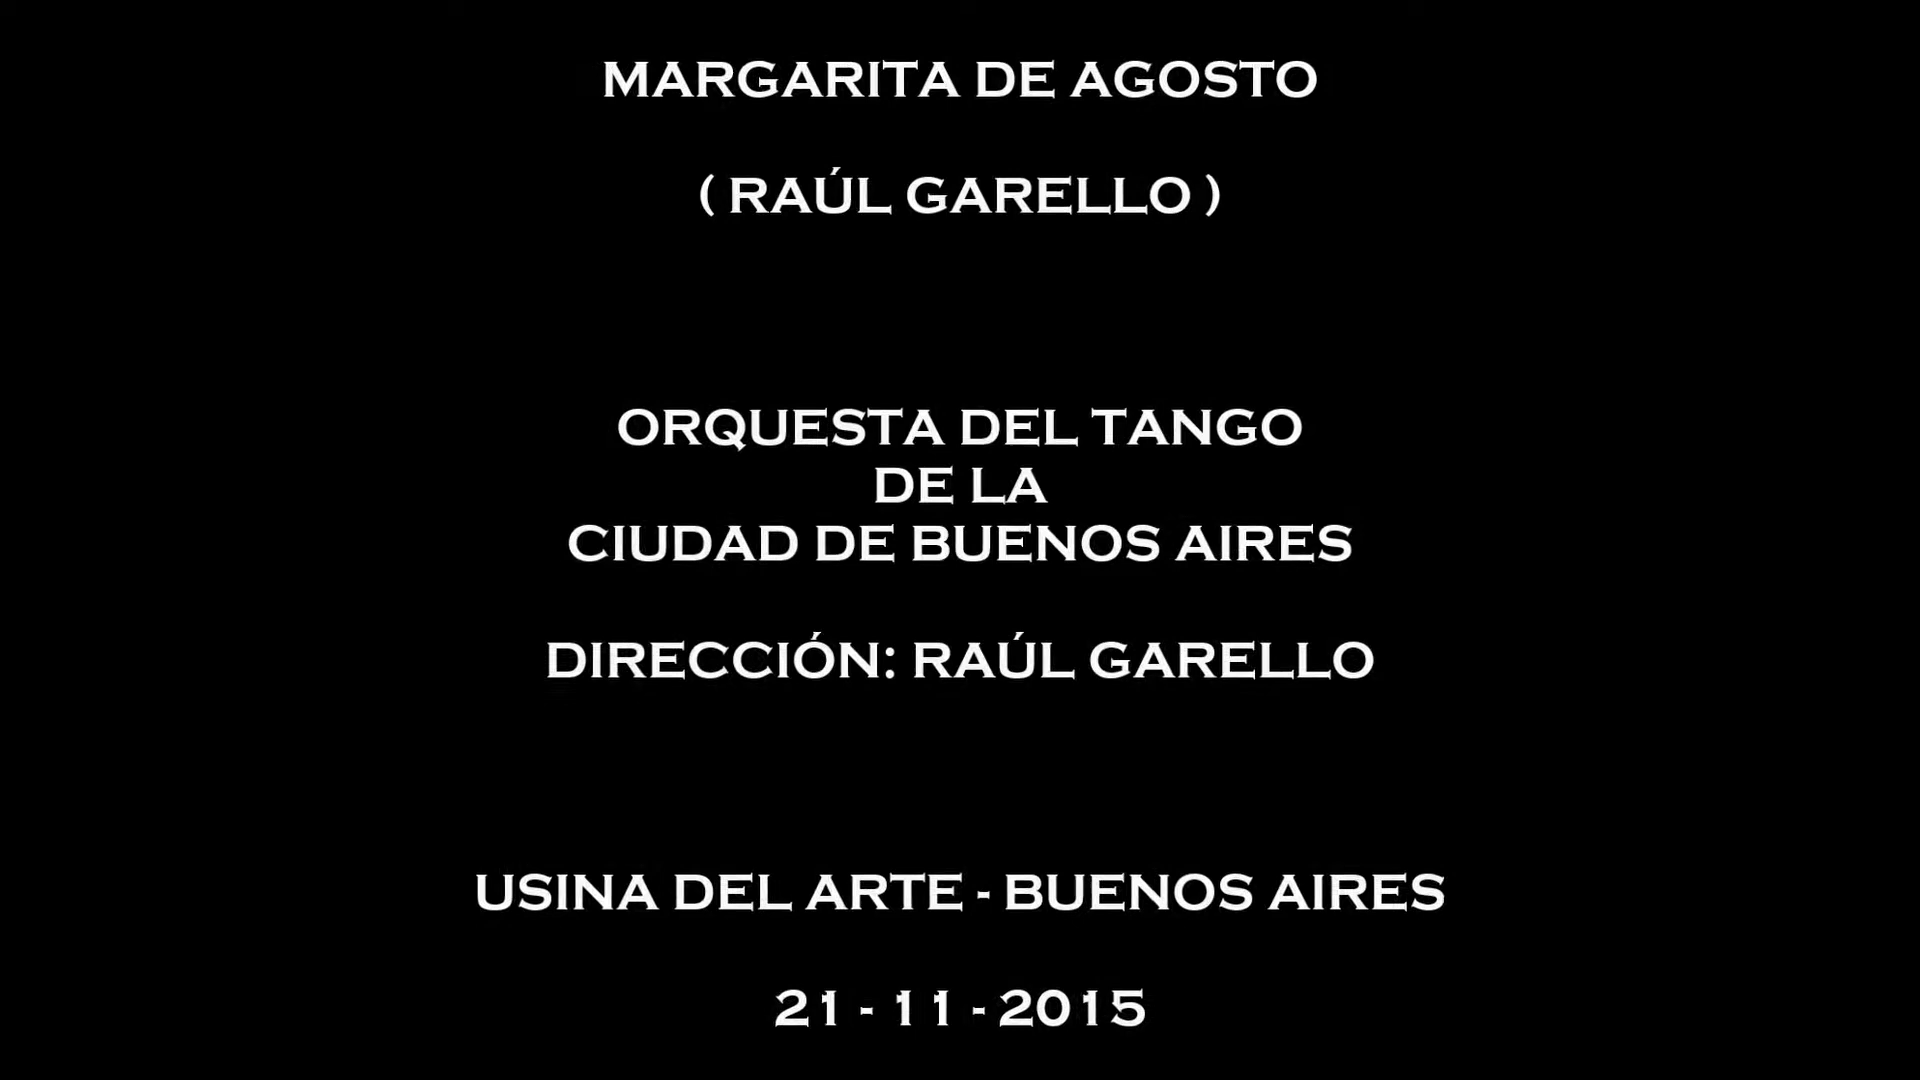 MARGARITA DE AGOSTO
( RAÚL GARELLO )
ORQUESTA DEL TANGO
DE LA
CIUDAD DE BUENOS AIRES
DIRECCIÓN: RAÚL GARELLO
USINA DEL ARTE - BUENOS AIRES
21 - 11 - 2015